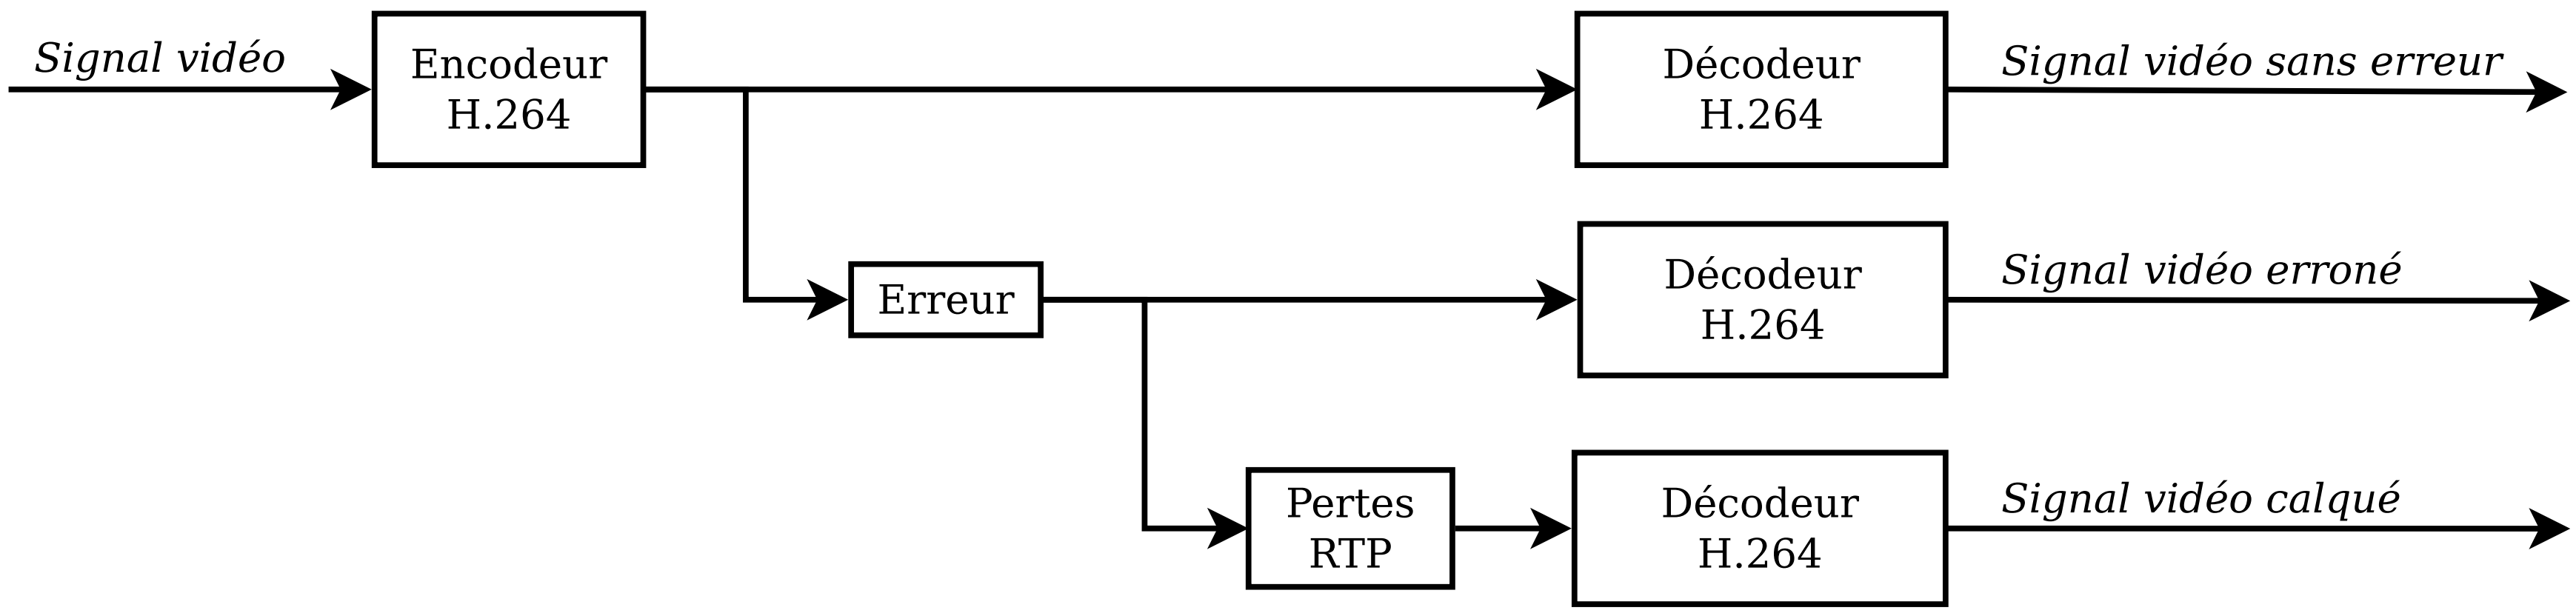 Signal vidéo
Encodeur
H.264
Décodeur
H.264
Signal vidéo sans erreur
Erreur
Décodeur
H.264
Signal vidéo erroné
Pertes
RTP
Décodeur
H.264
Signal vidéo calqué